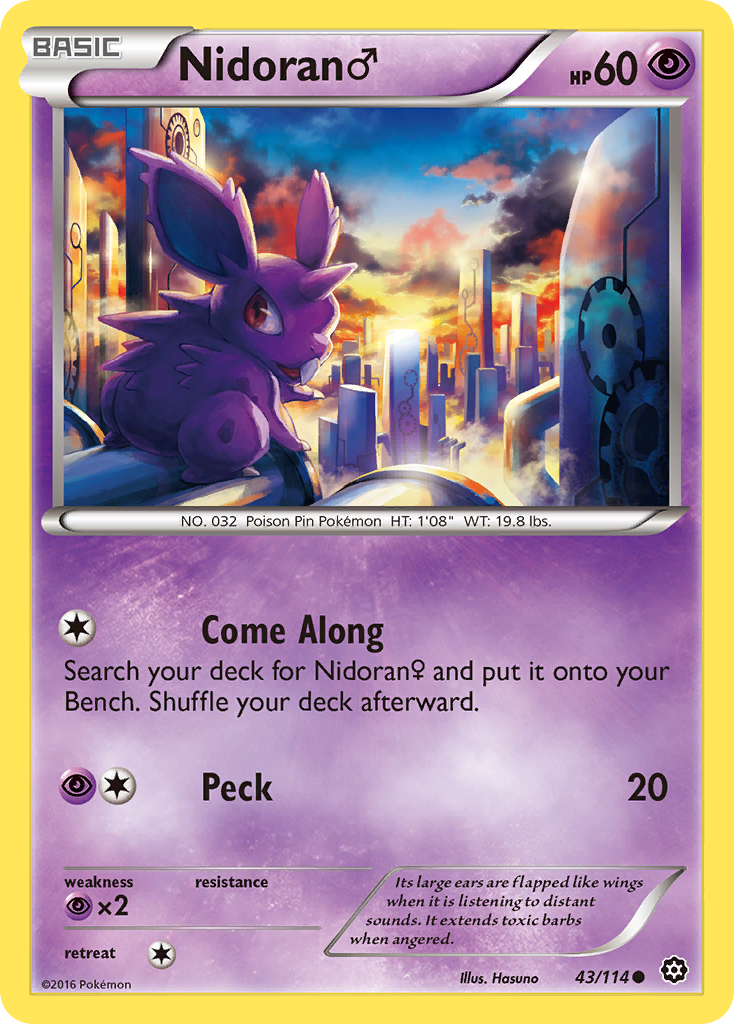 BASIC
Nidoran♂
HP60
NO. 032 Poison Pin Pokémon HT: 1'08" WT: 19.8 lbs.
Come Along
Search your deck for Nidoran♀ and put it onto your
Bench. Shuffle your deck afterward.
Peck 20
weakness resistance
×2
retreat
Its large ears are flapped like wings
when it is listening to distant
sounds. It extends toxic barbs
when angered.
©2016 Pokémon
Illus. Hasuno 43/114